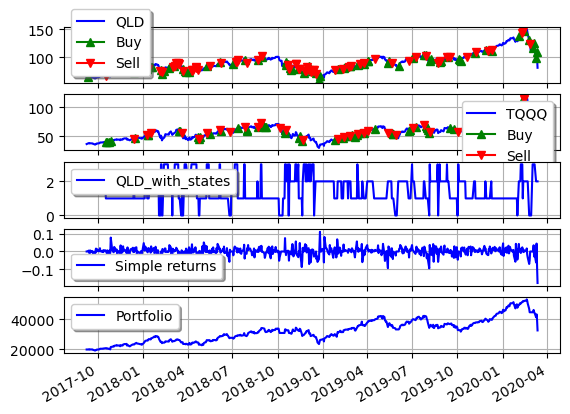 150
100
QLD
Buy
Sell
100
50
TQQQ
Buy
Sell
2
0
QLD_with_states
0.1
0.0
−0.1
Simple returns
40000
20000
Portfolio
2017-10 2018-01 2018-04 2018-07 2018-10 2019-01 2019-04 2019-07 2019-10 2020-01 2020-04